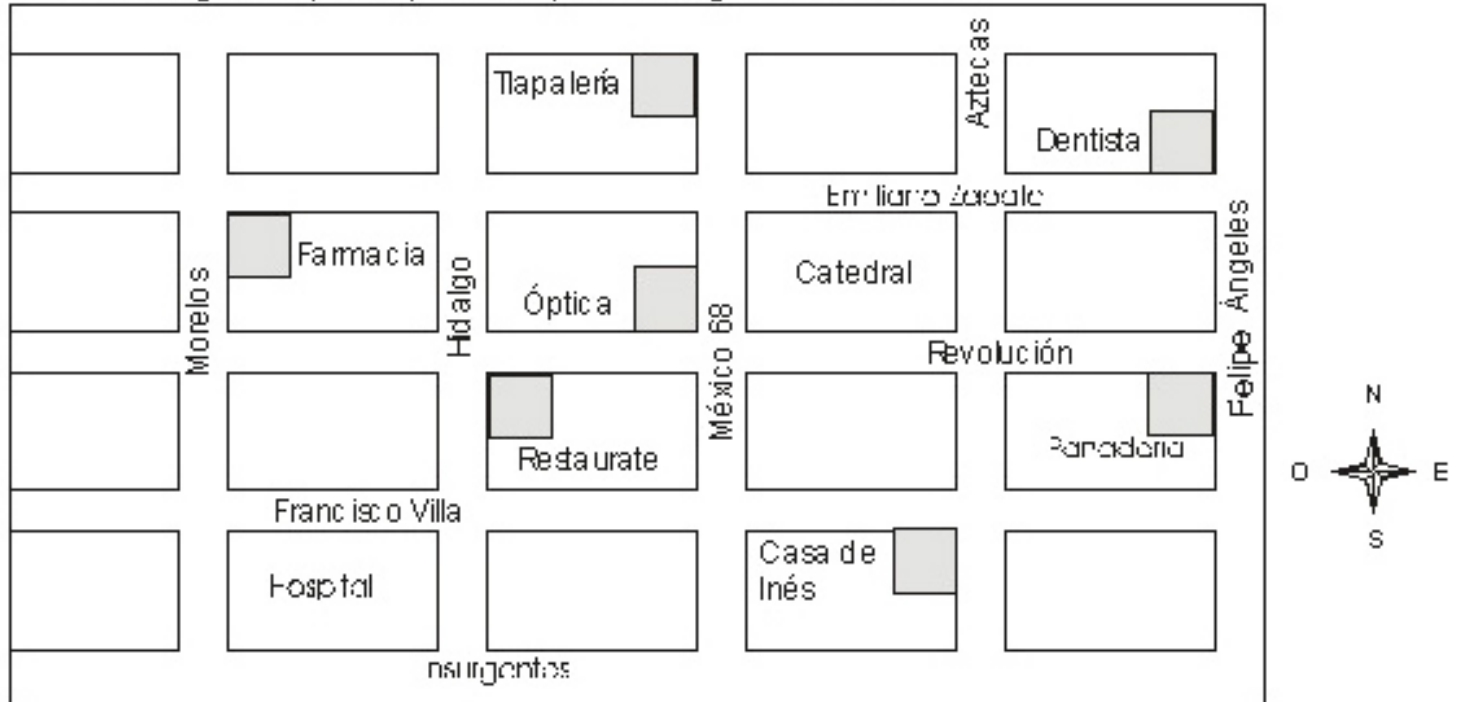 Aztecas
Tlapalería
Dentista
Emiliano Zapata
Morelos
Farmacia
Hidalgo
Óptica
México 68
Catedral
Felipe Ángeles
Revolución
Restaurate
Panadería
N
O
E
S
Francisco Villa
Hospital
Casa de
Inés
nsurgentes